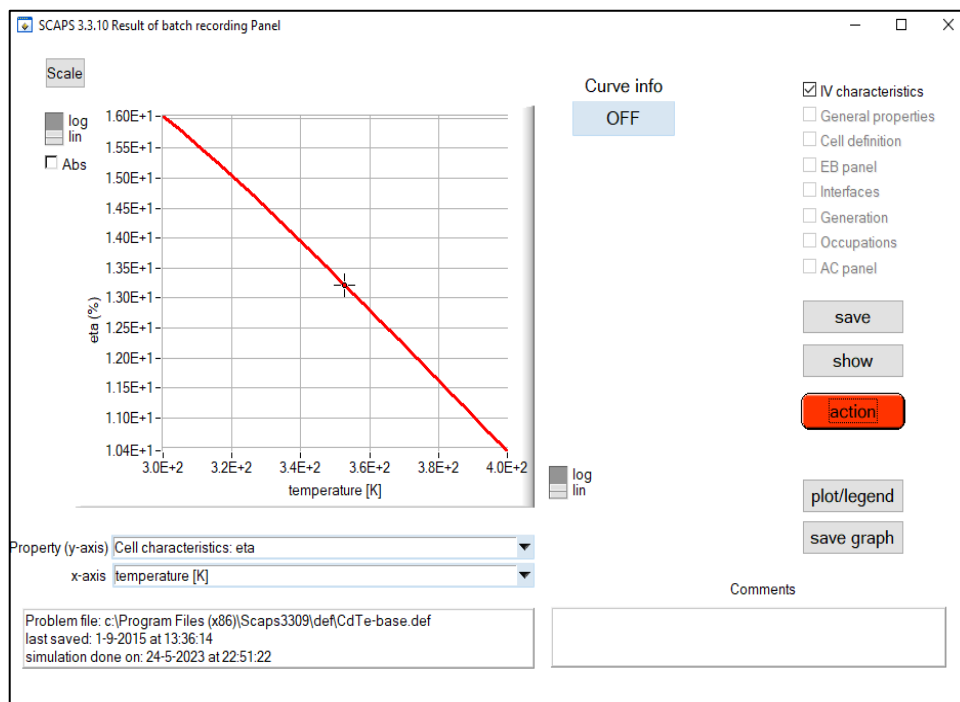 SCAPS 3.3.10 Result of batch recording Panel
Scale
log
lin
Abs
1.60E+1
1.55E+1
1.50E+1
1.45E+1
1.40E+1
1.35E+1
1.30E+1
1.25E+1
1.20E+1
1.15E+1
1.10E+1
1.04E+1
eta (%)
3.0E+2 3.2E+2 3.4E+2 3.6E+2 3.8E+2 4.0E+2
temperature [K]
log
lin
Curve info
OFF
IV characteristics
General properties
Cell definition
EB panel
Interfaces
Generation
Occupations
AC panel
save
show
action
plot/legend
save graph
Property (y-axis) Cell characteristics: eta
x-axis temperature [K]
Problem file: c:\Program Files (x86)\Scaps3309\def\CdTe-base.def
last saved: 1-9-2015 at 13:36:14
simulation done on: 24-5-2023 at 22:51:22
Comments